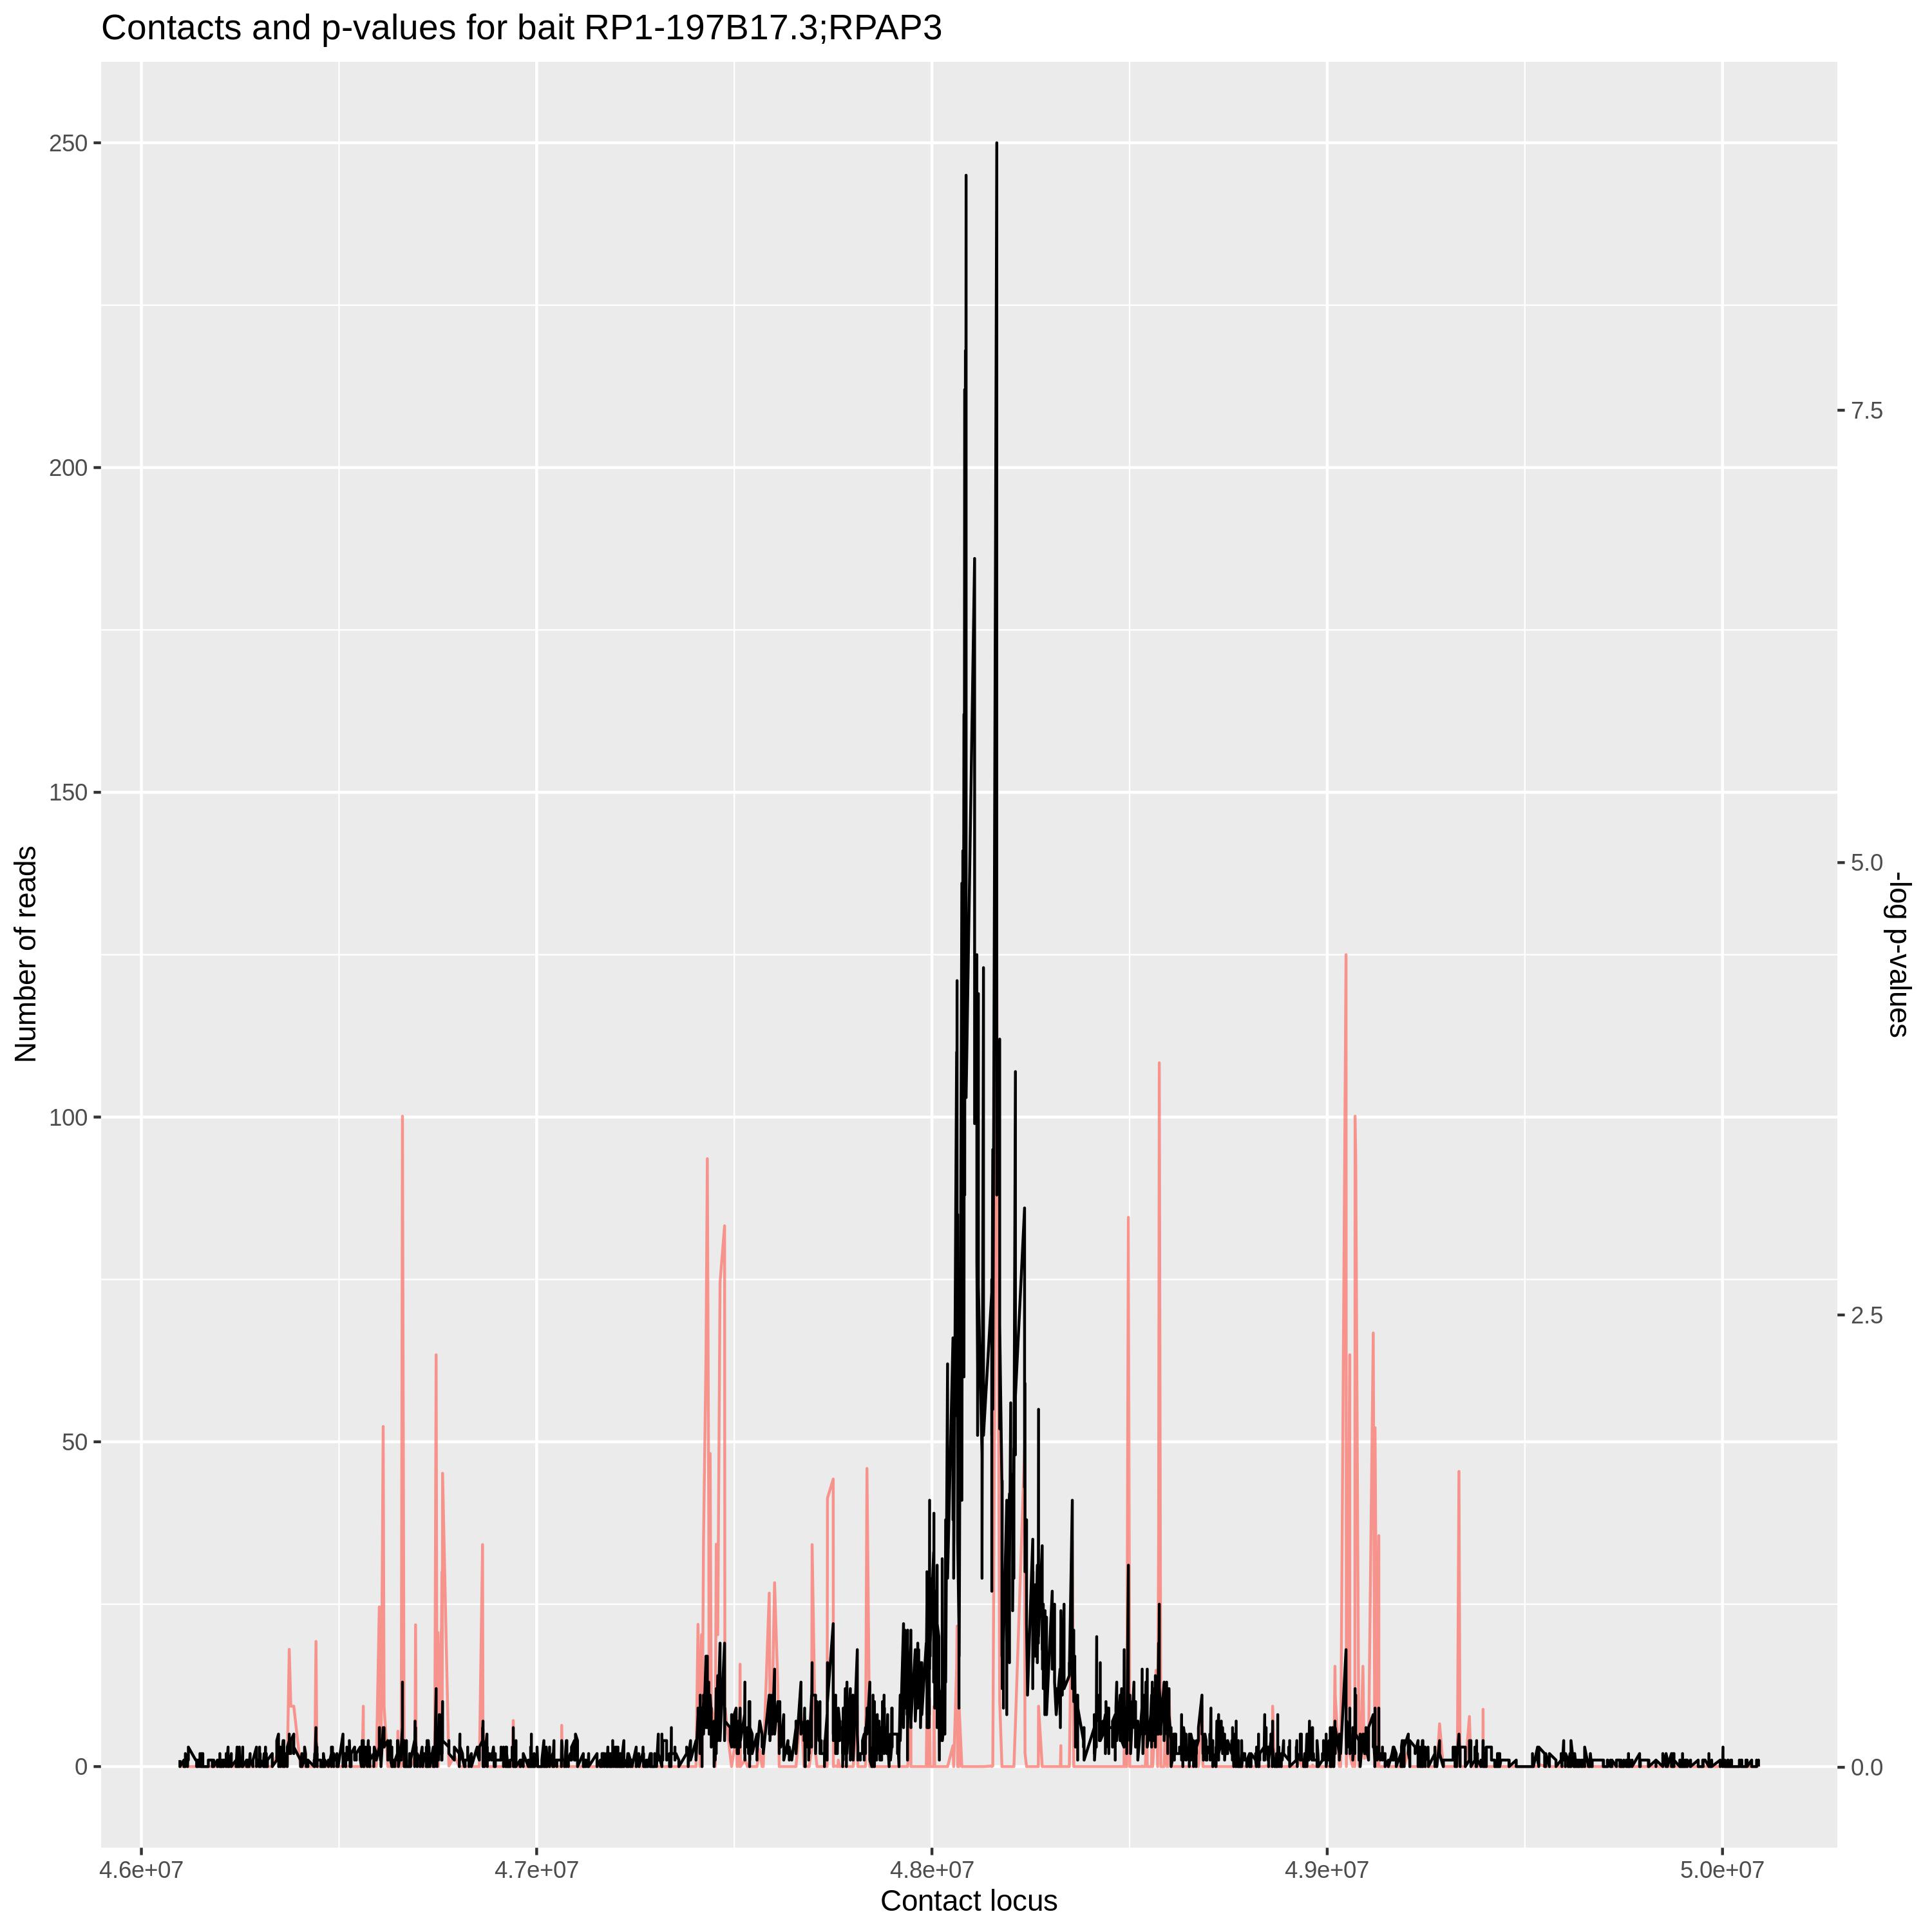 Contacts and p-values for bait RP1-197B17.3;RPAP3
250
200
150
100
50
0
Number of reads
7.5
5.0
2.5
0.0
-log p-values
4.6e+07 4.7e+07 4.8e+07 4.9e+07 5.0e+07
Contact locus